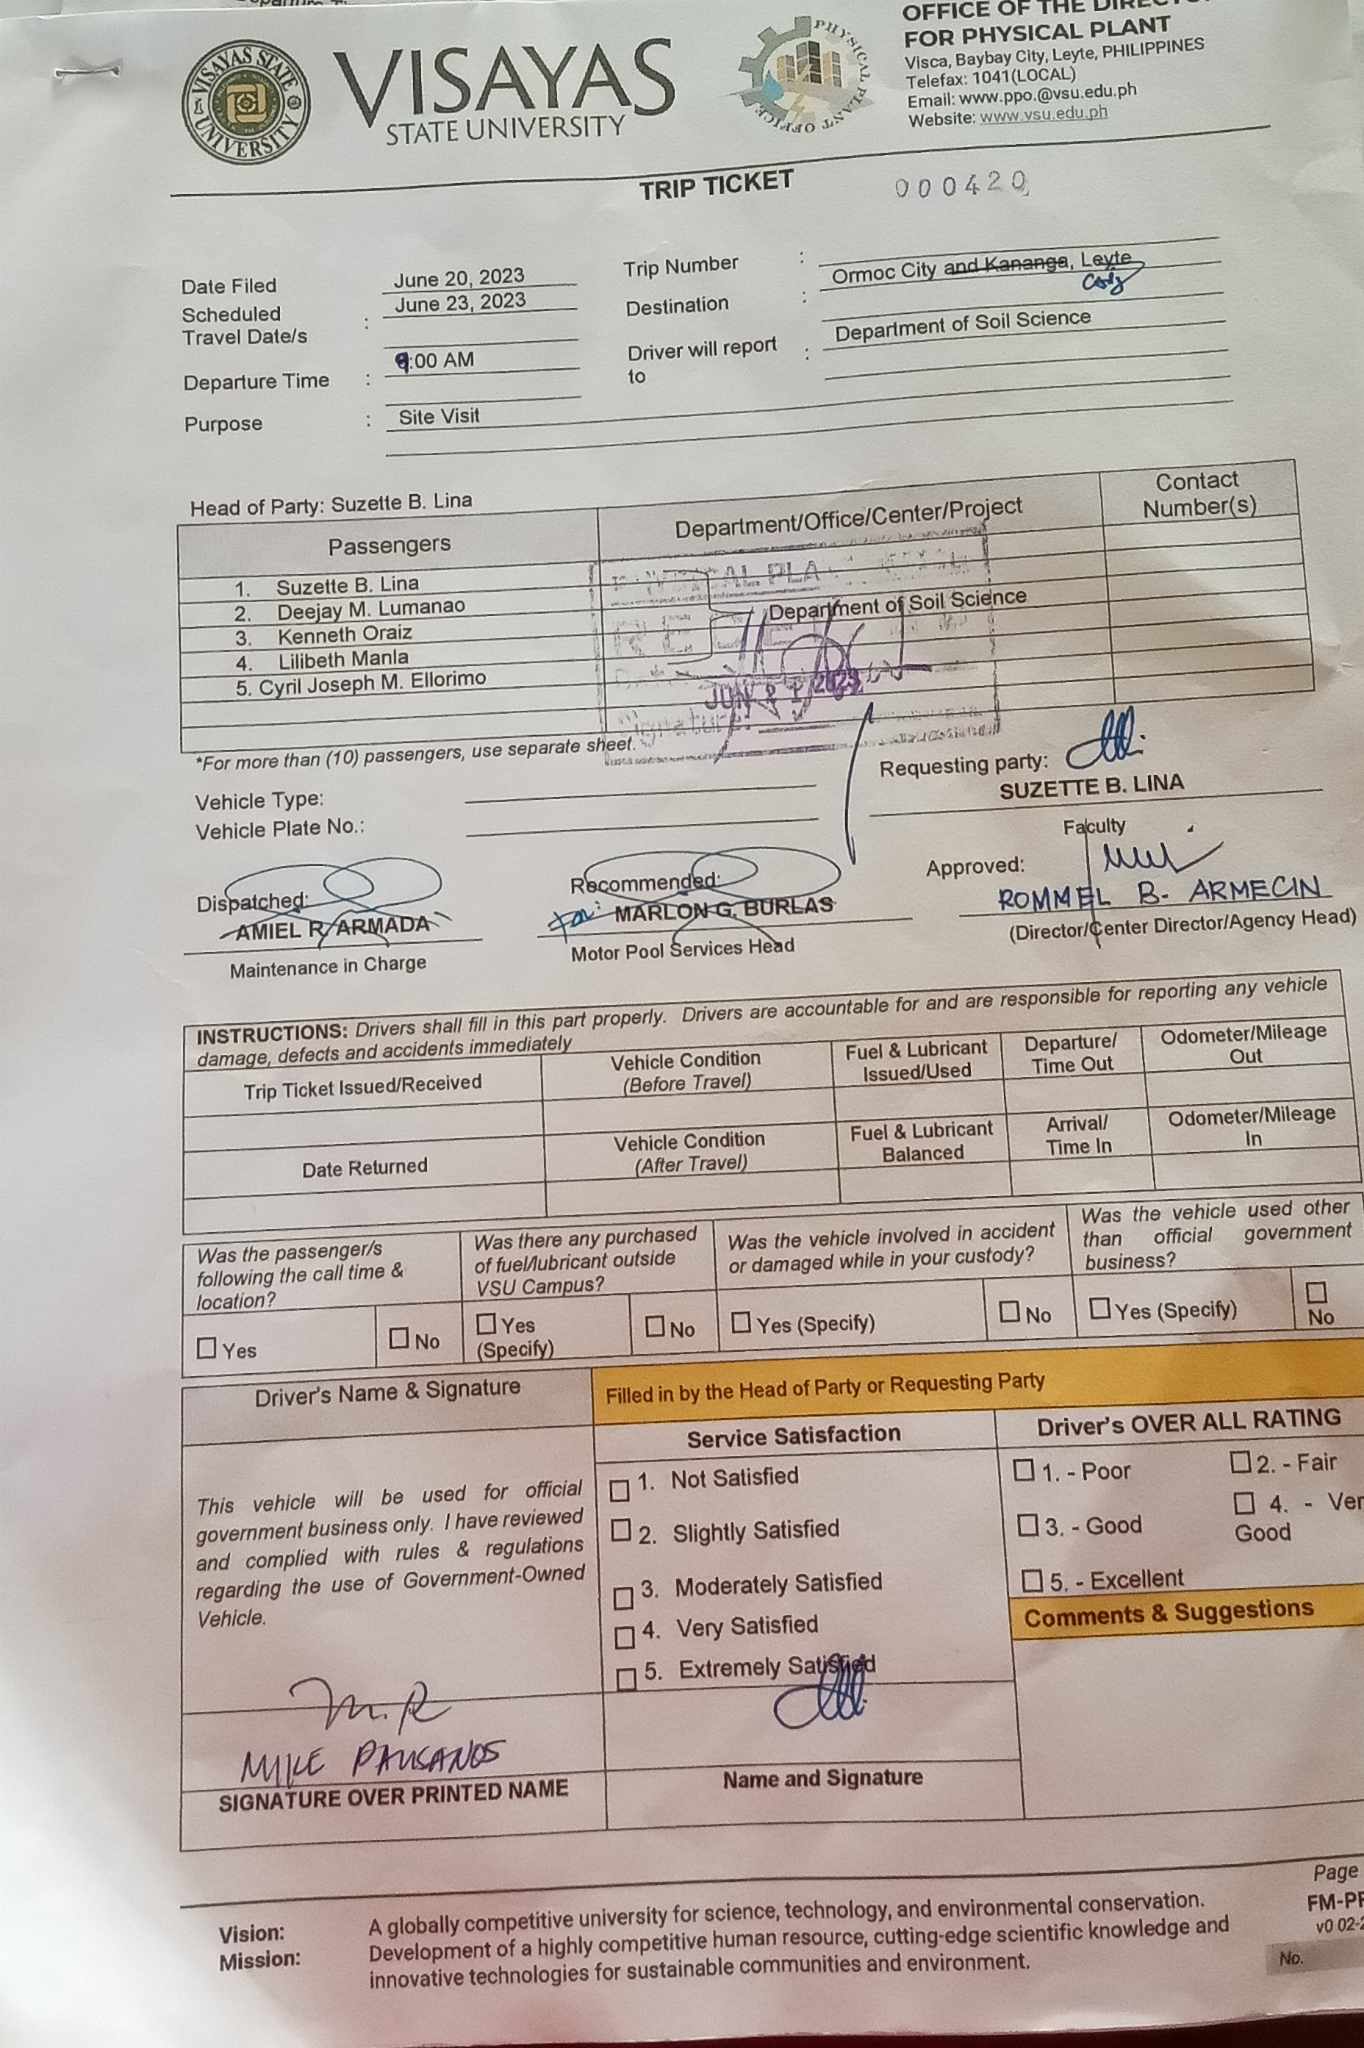 VISAYAS STATE UNIVERSITY
VISAYAS
STATE UNIVERSITY
PHYSICAL PLANT OFFICE
OFFICE OF THE DIRECTO
FOR PHYSICAL PLANT
Visca, Baybay City, Leyte, PHILIPPINES
Telefax: 1041(LOCAL)
Email: www.ppo.@vsu.edu.ph
Website: www.vsu.edu.ph
TRIP TICKET 000420
Date Filed June 20, 2023
Scheduled Travel Date/s : June 23, 2023
Departure Time : 9:00 AM
Purpose : Site Visit
Trip Number :
Destination : Ormoc City and Kananga, Leyte
only
Driver will report to : Department of Soil Science
Head of Party: Suzette B. Lina
Passengers Department/Office/Center/Project Contact Number(s)
1. Suzette B. Lina
2. Deejay M. Lumanao
3. Kenneth Oraiz
4. Lilibeth Manla
5. Cyril Joseph M. Ellorimo
Department of Soil Science
JUN 21 2023
Signature:
*For more than (10) passengers, use separate sheet.
Vehicle Type:
Vehicle Plate No.:
Requesting party:
SUZETTE B. LINA
Faculty
Dispatched:
AMIEL R. ARMADA
Maintenance in Charge
Recommended:
for: MARLON G. BURLAS
Motor Pool Services Head
Approved:
ROMMEL B. ARMECIN
(Director/Center Director/Agency Head)
INSTRUCTIONS: Drivers shall fill in this part properly. Drivers are accountable for and are responsible for reporting any vehicle
damage, defects and accidents immediately
Trip Ticket Issued/Received Vehicle Condition (Before Travel) Fuel & Lubricant Issued/Used Departure/ Time Out Odometer/Mileage Out
Date Returned Vehicle Condition (After Travel) Fuel & Lubricant Balanced Arrival/ Time In Odometer/Mileage In
Was the passenger/s following the call time & location?
Yes No
Was there any purchased of fuel/lubricant outside VSU Campus?
Yes (Specify) No
Was the vehicle involved in accident or damaged while in your custody?
Yes (Specify) No
Was the vehicle used other than official government business?
Yes (Specify) No
Driver's Name & Signature
This vehicle will be used for official
government business only. I have reviewed
and complied with rules & regulations
regarding the use of Government-Owned
Vehicle.
M.R
MIKE PAUSANOS
SIGNATURE OVER PRINTED NAME
Filled in by the Head of Party or Requesting Party
Service Satisfaction
1. Not Satisfied
2. Slightly Satisfied
3. Moderately Satisfied
4. Very Satisfied
5. Extremely Satisfied
Name and Signature
Driver's OVER ALL RATING
1. - Poor 2. - Fair
3. - Good 4. - Ver
Good
5. - Excellent
Comments & Suggestions
Page
FM-PP
v0 02-2
No.
Vision: A globally competitive university for science, technology, and environmental conservation.
Mission: Development of a highly competitive human resource, cutting-edge scientific knowledge and
innovative technologies for sustainable communities and environment.